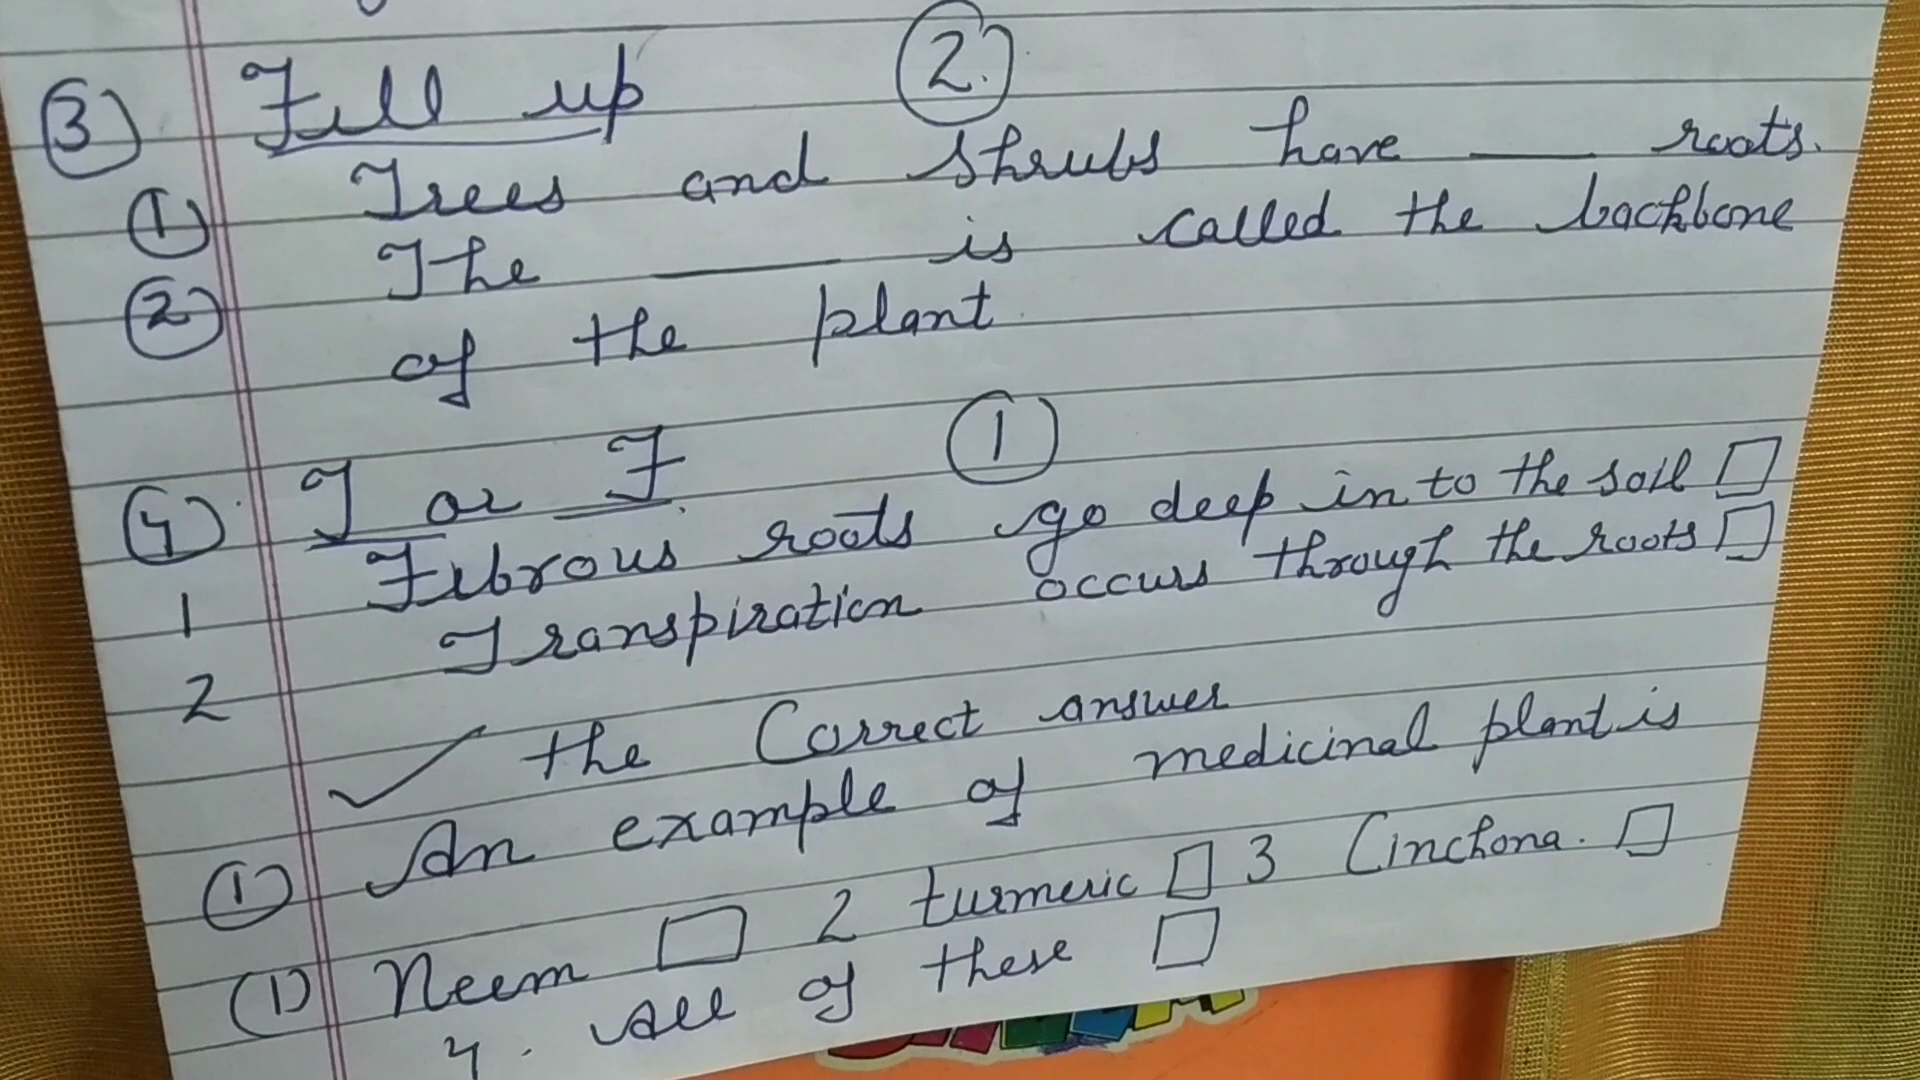 ③ Fill up ②.
① Trees and Shrubs have ___ roots.
② The ___ is called the backbone
of the plant
④ T or F ①
1 Fibrous roots go deep in to the soil □
2 Transpiration occurs through the roots □
✓ the Correct answer
① An example of medicinal plant is
(1) Neem □ 2 turmeric □ 3 Cinchona. □
4. All of these □